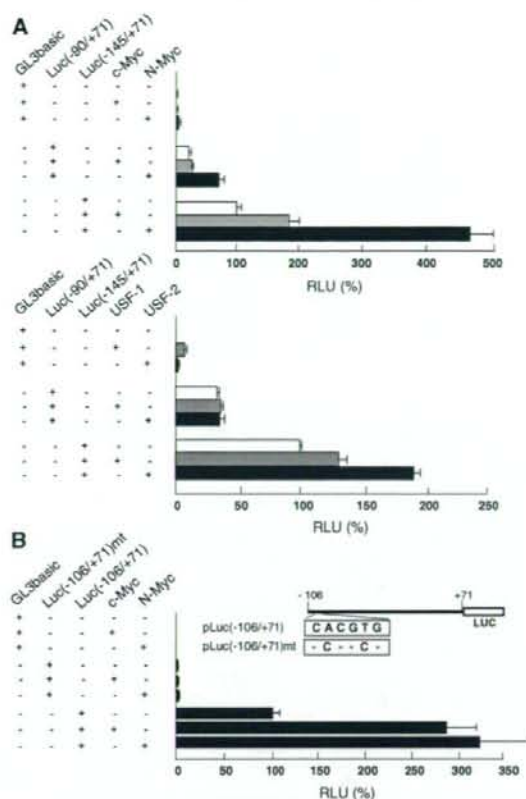 A
GL3basic Luc(-90/+71) Luc(-145/+71) c-Myc N-Myc
+ - - - -
+ - - + -
+ - - - +
- + - - -
- + - + -
- + - - +
- - + - -
- - + + -
- - + - +
0 100 200 300 400 500
RLU (%)
GL3basic Luc(-90/+71) Luc(-145/+71) USF-1 USF-2
+ - - - -
+ - - + -
+ - - - +
- + - - -
- + - + -
- + - - +
- - + - -
- - + + -
- - + - +
0 50 100 150 200 250
RLU (%)
B
GL3basic Luc(-106/+71)mt Luc(-106/+71) c-Myc N-Myc
+ - - - -
+ - - + -
+ - - - +
- + - - -
- + - + -
- + - - +
- - + - -
- - + + -
- - + - +
-106 +71
LUC
pLuc(-106/+71) C A C G T G
pLuc(-106/+71)mt - C - - C -
0 50 100 150 200 250 300 350
RLU (%)